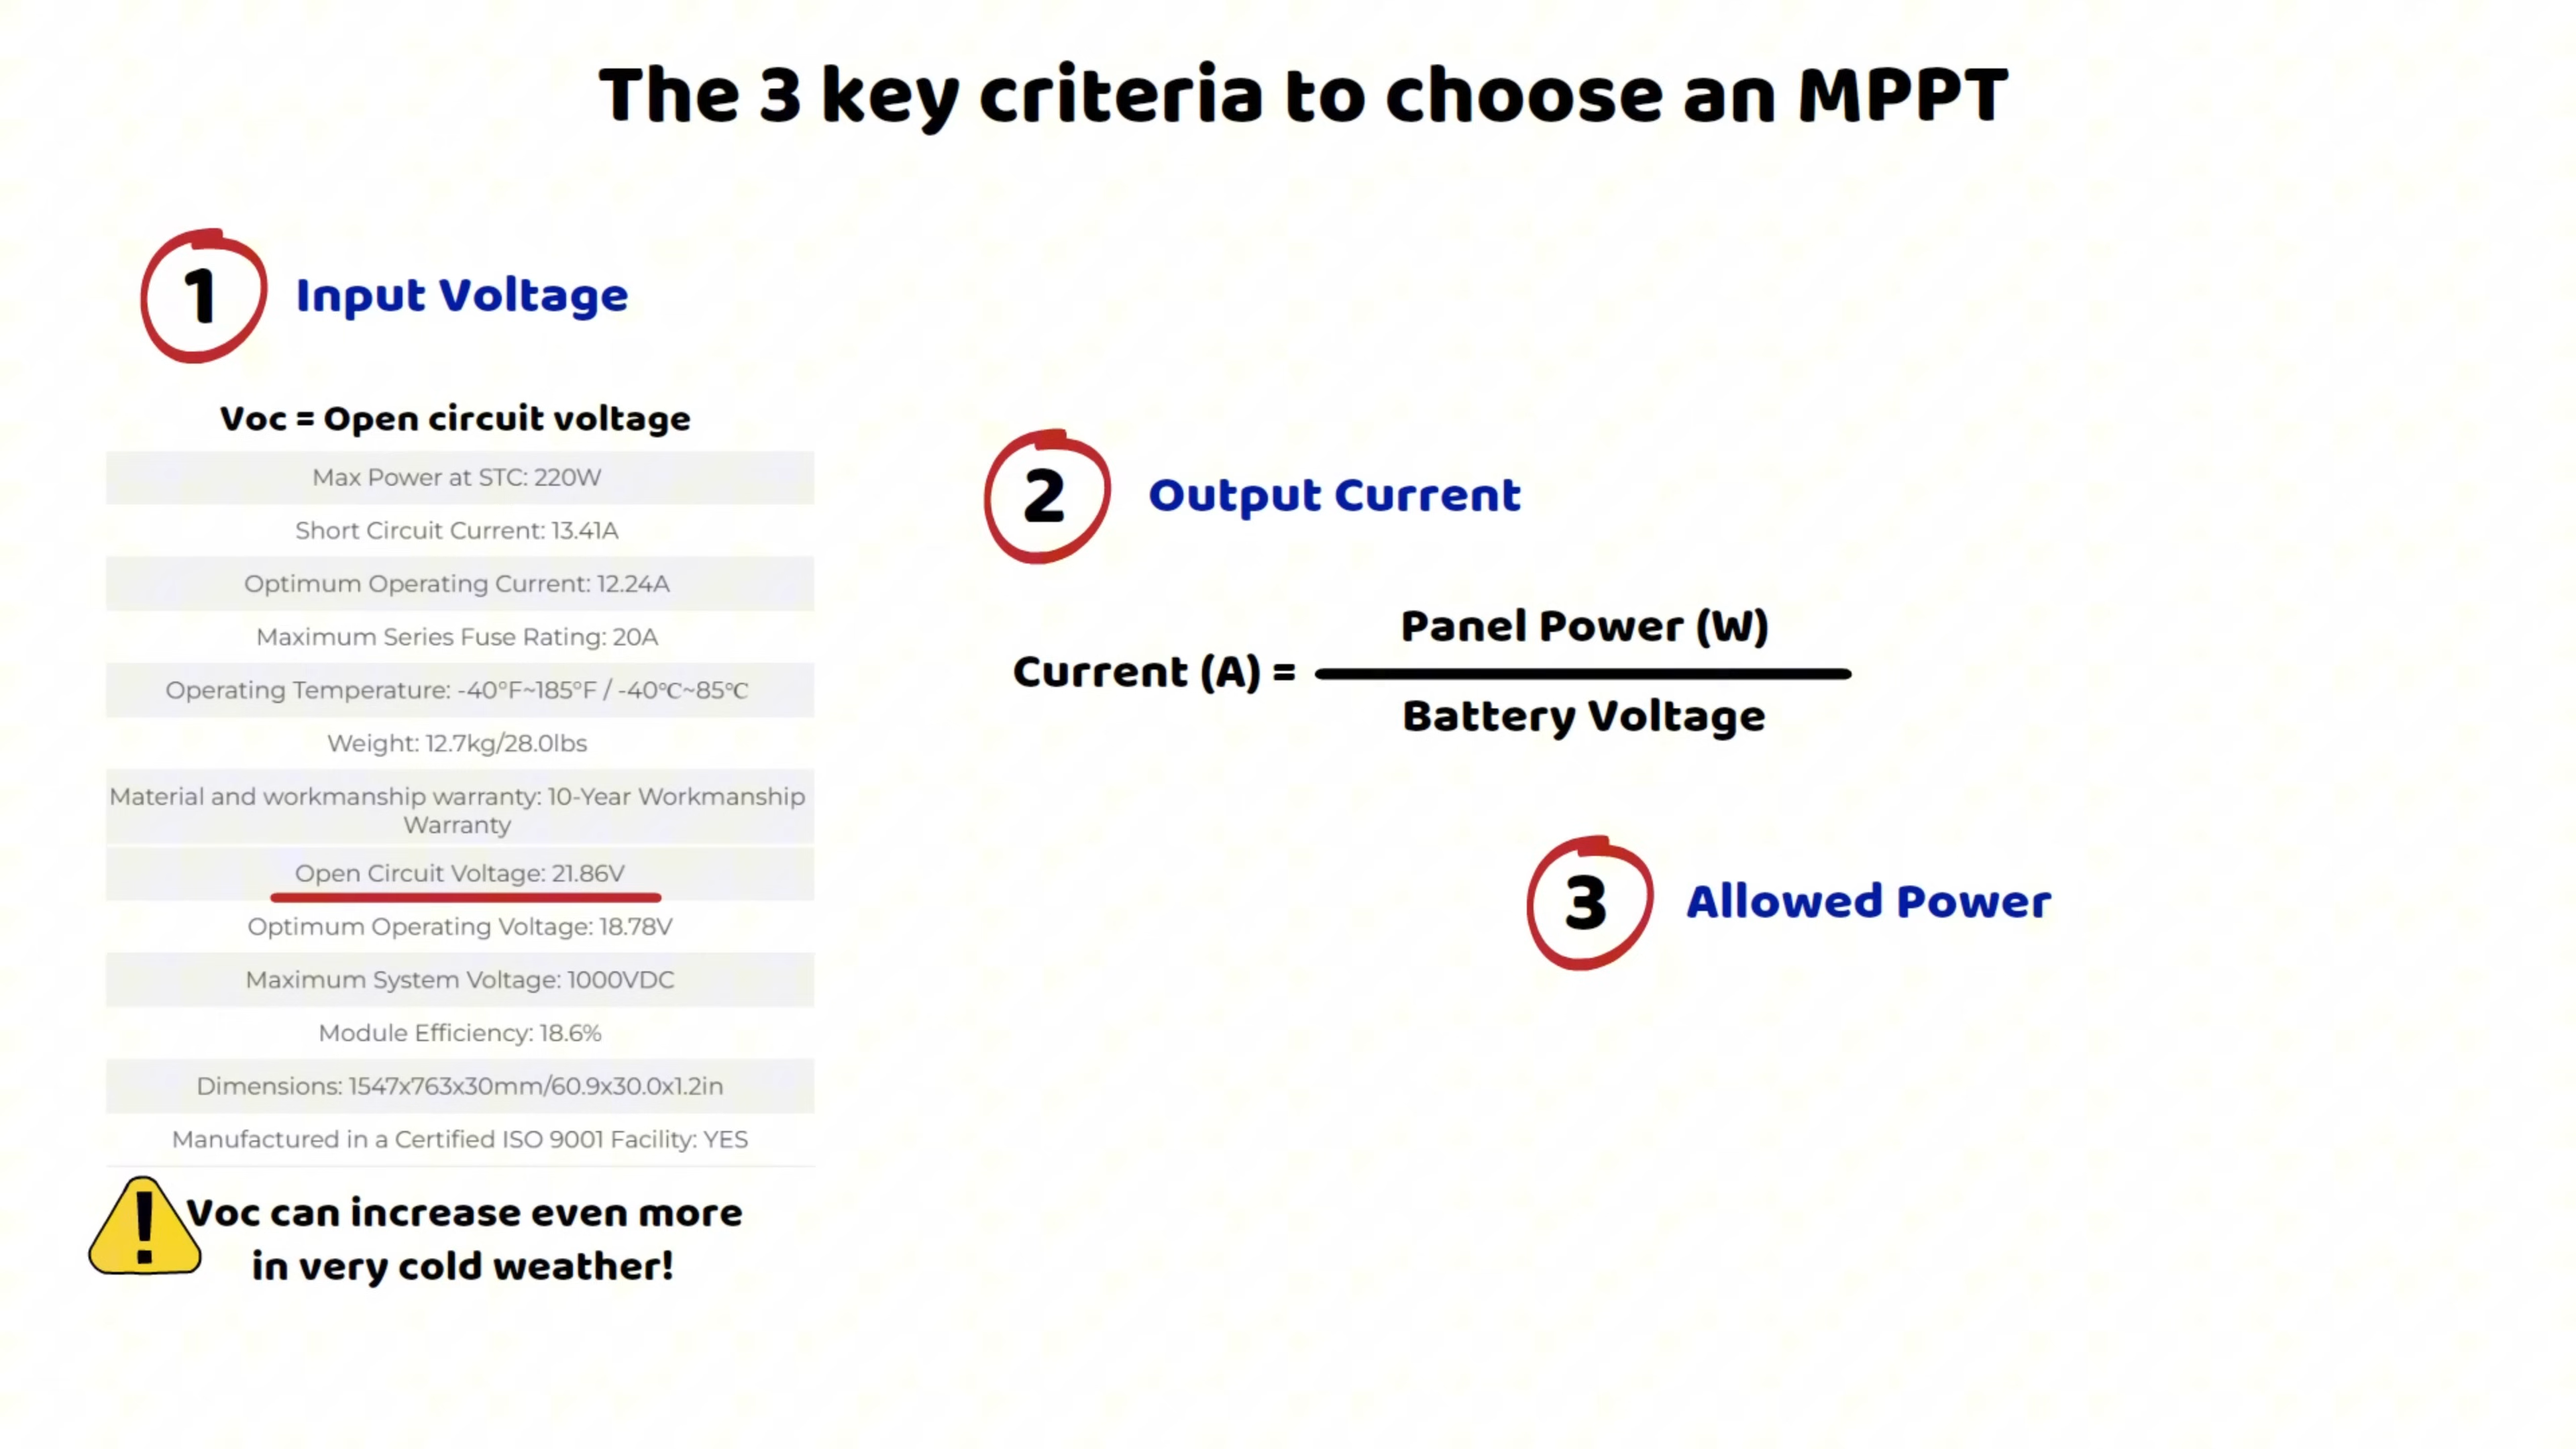 The 3 key criteria to choose an MPPT
1
Input Voltage
Voc = Open circuit voltage
Max Power at STC: 220W
Short Circuit Current: 13.41A
Optimum Operating Current: 12.24A
Maximum Series Fuse Rating: 20A
Operating Temperature: -40°F~185°F / -40℃~85℃
Weight: 12.7kg/28.0lbs
Material and workmanship warranty: 10-Year Workmanship
Warranty
Open Circuit Voltage: 21.86V
Optimum Operating Voltage: 18.78V
Maximum System Voltage: 1000VDC
Module Efficiency: 18.6%
Dimensions: 1547x763x30mm/60.9x30.0x1.2in
Manufactured in a Certified ISO 9001 Facility: YES
! Voc can increase even more
in very cold weather!
2
Output Current
Panel Power (W)
Current (A) =
Battery Voltage
3
Allowed Power